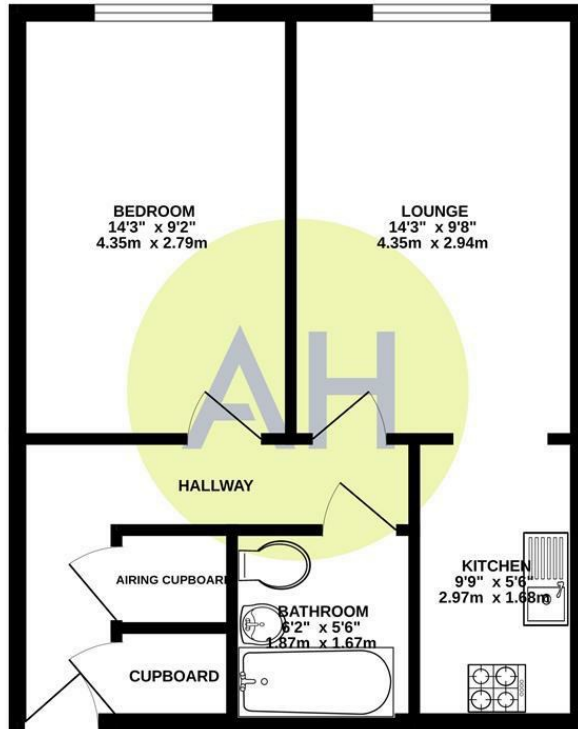 BEDROOM
14'3" x 9'2"
4.35m x 2.79m
LOUNGE
14'3" x 9'8"
4.35m x 2.94m
AH
HALLWAY
AIRING CUPBOARD
KITCHEN
9'9" x 5'6"
2.97m x 1.68m
BATHROOM
6'2" x 5'6"
1.87m x 1.67m
CUPBOARD